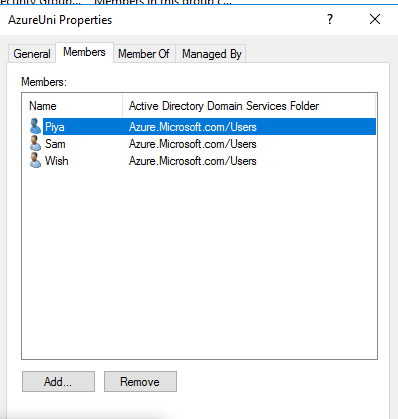 ecurity Group... Members in this group c...
AzureUni Properties ?
General Members Member Of Managed By
Members:
Name Active Directory Domain Services Folder
Piya Azure.Microsoft.com/Users
Sam Azure.Microsoft.com/Users
Wish Azure.Microsoft.com/Users
Add... Remove